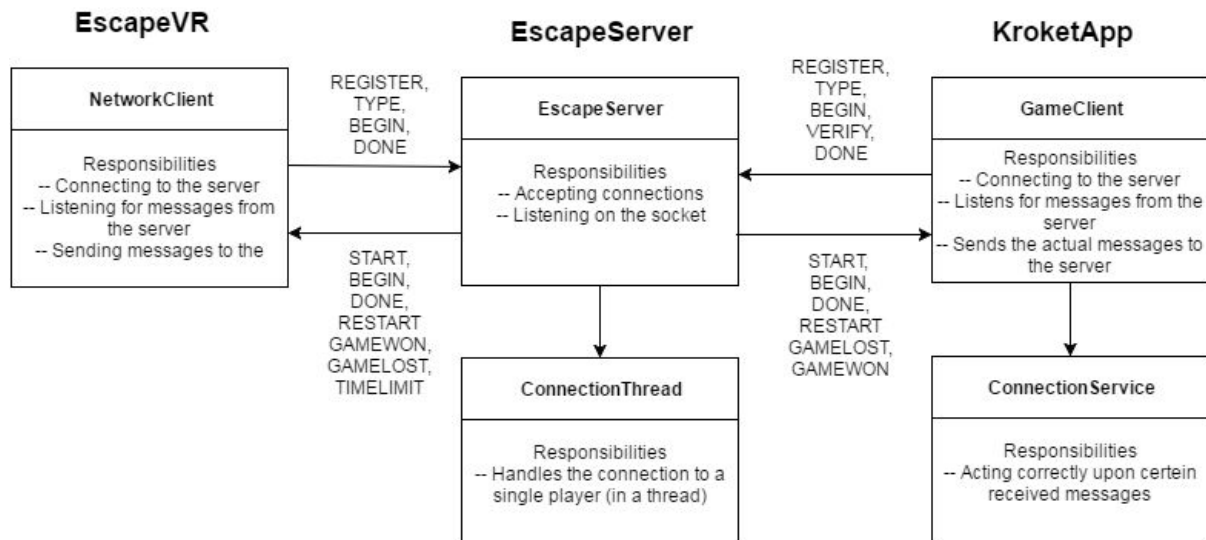 EscapeVR
EscapeServer
KroketApp
NetworkClient
Responsibilities
-- Connecting to the server
-- Listening for messages from
the server
-- Sending messages to the
REGISTER,
TYPE,
BEGIN,
DONE
START,
BEGIN,
DONE,
RESTART
GAMEWON,
GAMELOST,
TIMELIMIT
EscapeServer
Responsibilities
-- Accepting connections
-- Listening on the socket
REGISTER,
TYPE,
BEGIN,
VERIFY,
DONE
START,
BEGIN,
DONE,
RESTART
GAMELOST,
GAMEWON
GameClient
Responsibilities
-- Connecting to the server
-- Listens for messages from the
server
-- Sends the actual messages to
the server
ConnectionThread
Responsibilities
-- Handles the connection to a
single player (in a thread)
ConnectionService
Responsibilities
-- Acting correctly upon certein
received messages